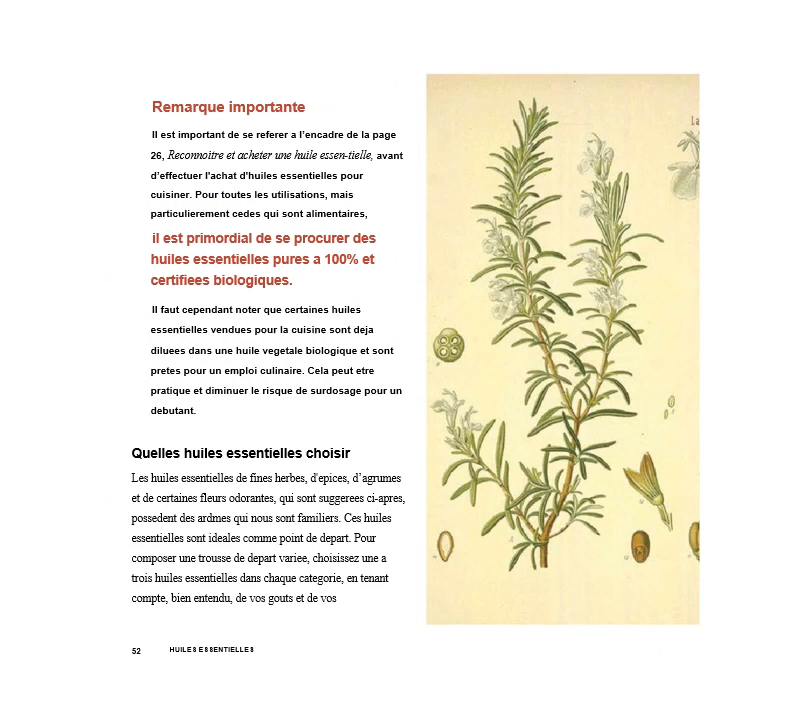 Remarque importante
Il est important de se referer a l'encadre de la page
26, Reconnoitre et acheter une huile essen-tielle, avant
d'effectuer l'achat d'huiles essentielles pour
cuisiner. Pour toutes les utilisations, mais
particulierement cedes qui sont alimentaires,
il est primordial de se procurer des
huiles essentielles pures a 100% et
certifiees biologiques.
Il faut cependant noter que certaines huiles
essentielles vendues pour la cuisine sont deja
diluees dans une huile vegetale biologique et sont
pretes pour un emploi culinaire. Cela peut etre
pratique et diminuer le risque de surdosage pour un
debutant.
Quelles huiles essentielles choisir
Les huiles essentielles de fines herbes, d'epices, d'agrumes
et de certaines fleurs odorantes, qui sont suggerees ci-apres,
possedent des ardmes qui nous sont familiers. Ces huiles
essentielles sont ideales comme point de depart. Pour
composer une trousse de depart variee, choisissez une a
trois huiles essentielles dans chaque categorie, en tenant
compte, bien entendu, de vos gouts et de vos
52 HUILES ESSENTIELLES
La